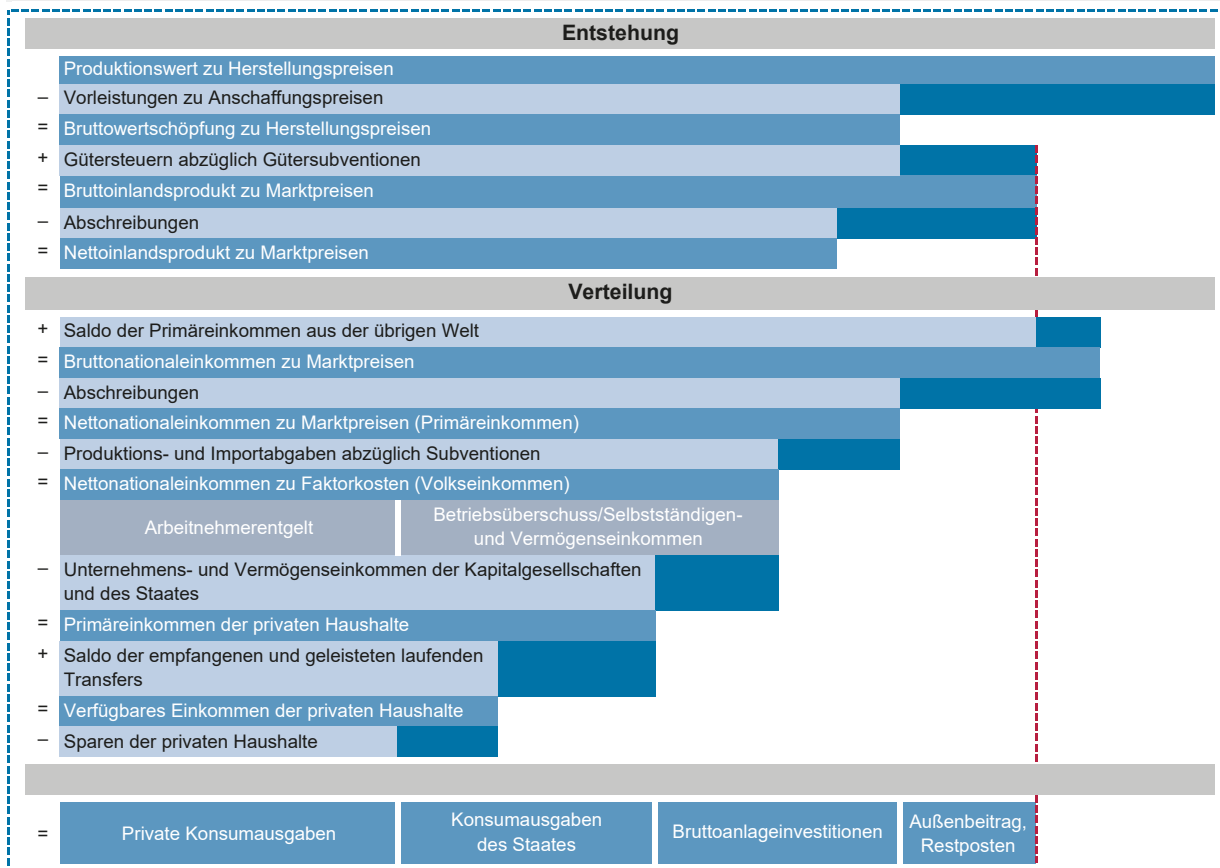 Entstehung
Produktionswert zu Herstellungspreisen
– Vorleistungen zu Anschaffungspreisen
= Bruttowertschöpfung zu Herstellungspreisen
+ Gütersteuern abzüglich Gütersubventionen
= Bruttoinlandsprodukt zu Marktpreisen
– Abschreibungen
= Nettoinlandsprodukt zu Marktpreisen
Verteilung
+ Saldo der Primäreinkommen aus der übrigen Welt
= Bruttonationaleinkommen zu Marktpreisen
– Abschreibungen
= Nettonationaleinkommen zu Marktpreisen (Primäreinkommen)
– Produktions- und Importabgaben abzüglich Subventionen
= Nettonationaleinkommen zu Faktorkosten (Volkseinkommen)
Arbeitnehmerentgelt
Betriebsüberschuss/Selbstständigen-
und Vermögenseinkommen
– Unternehmens- und Vermögenseinkommen der Kapitalgesellschaften
und des Staates
= Primäreinkommen der privaten Haushalte
+ Saldo der empfangenen und geleisteten laufenden
Transfers
= Verfügbares Einkommen der privaten Haushalte
– Sparen der privaten Haushalte
= Private Konsumausgaben
Konsumausgaben
des Staates
Bruttoanlageinvestitionen
Außenbeitrag,
Restposten